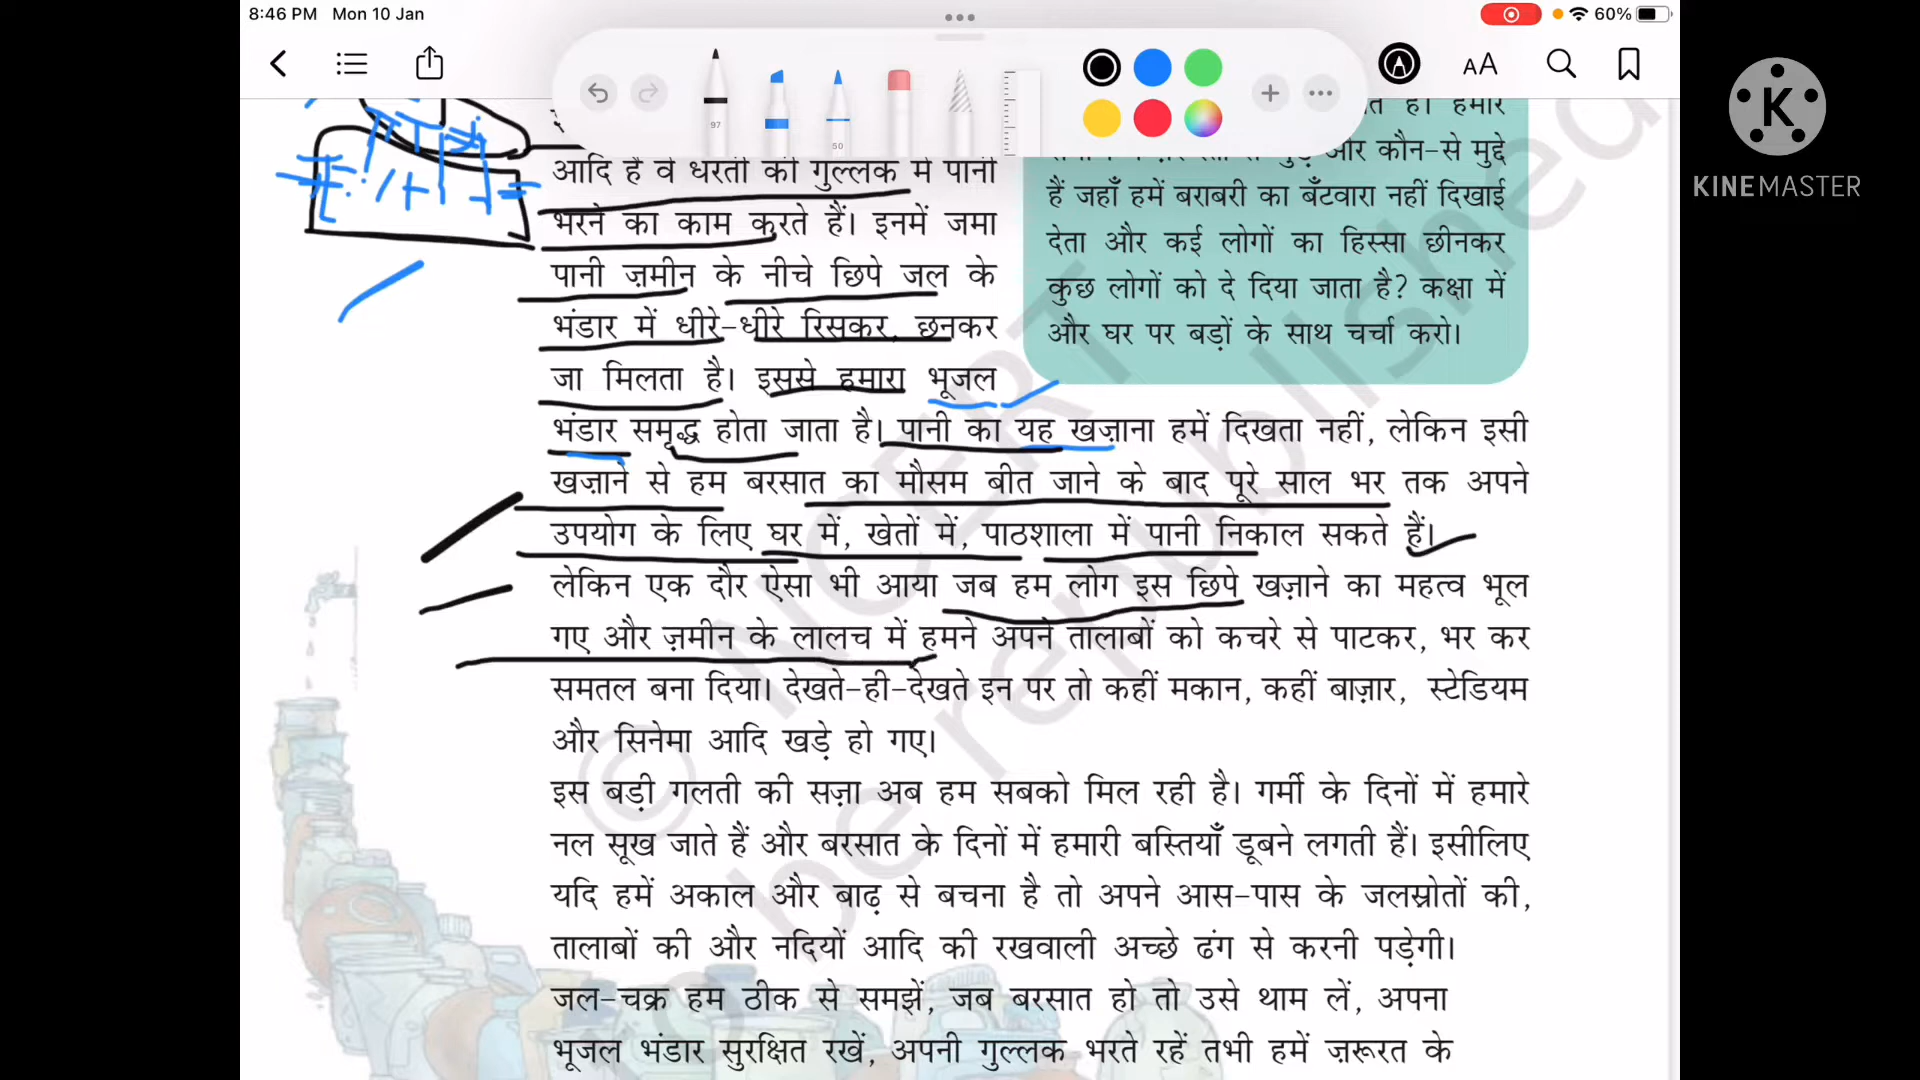 8:46 PM Mon 10 Jan
60%
97
50
AA
K
KINEMASTER
हैं जहाँ हमें बराबरी का बँटवारा नहीं दिखाई
देता और कई लोगों का हिस्सा छीनकर
कुछ लोगों को दे दिया जाता है? कक्षा में
और घर पर बड़ों के साथ चर्चा करो।
आदि हैं वे धरती की गुल्लक में पानी
भरने का काम करते हैं। इनमें जमा
पानी ज़मीन के नीचे छिपे जल के
भंडार में धीरे-धीरे रिसकर, छनकर
जा मिलता है। इससे हमारा भूजल
भंडार समृद्ध होता जाता है। पानी का यह खज़ाना हमें दिखता नहीं, लेकिन इसी
खज़ाने से हम बरसात का मौसम बीत जाने के बाद पूरे साल भर तक अपने
उपयोग के लिए घर में, खेतों में, पाठशाला में पानी निकाल सकते हैं।
लेकिन एक दौर ऐसा भी आया जब हम लोग इस छिपे खज़ाने का महत्व भूल
गए और ज़मीन के लालच में हमने अपने तालाबों को कचरे से पाटकर, भर कर
समतल बना दिया। देखते-ही-देखते इन पर तो कहीं मकान, कहीं बाज़ार, स्टेडियम
और सिनेमा आदि खड़े हो गए।
इस बड़ी गलती की सज़ा अब हम सबको मिल रही है। गर्मी के दिनों में हमारे
नल सूख जाते हैं और बरसात के दिनों में हमारी बस्तियाँ डूबने लगती हैं। इसीलिए
यदि हमें अकाल और बाढ़ से बचना है तो अपने आस-पास के जलस्रोतों की,
तालाबों की और नदियों आदि की रखवाली अच्छे ढंग से करनी पड़ेगी।
जल-चक्र हम ठीक से समझें, जब बरसात हो तो उसे थाम लें, अपना
भूजल भंडार सुरक्षित रखें, अपनी गुल्लक भरते रहें तभी हमें ज़रूरत के
© NCERT
be republished